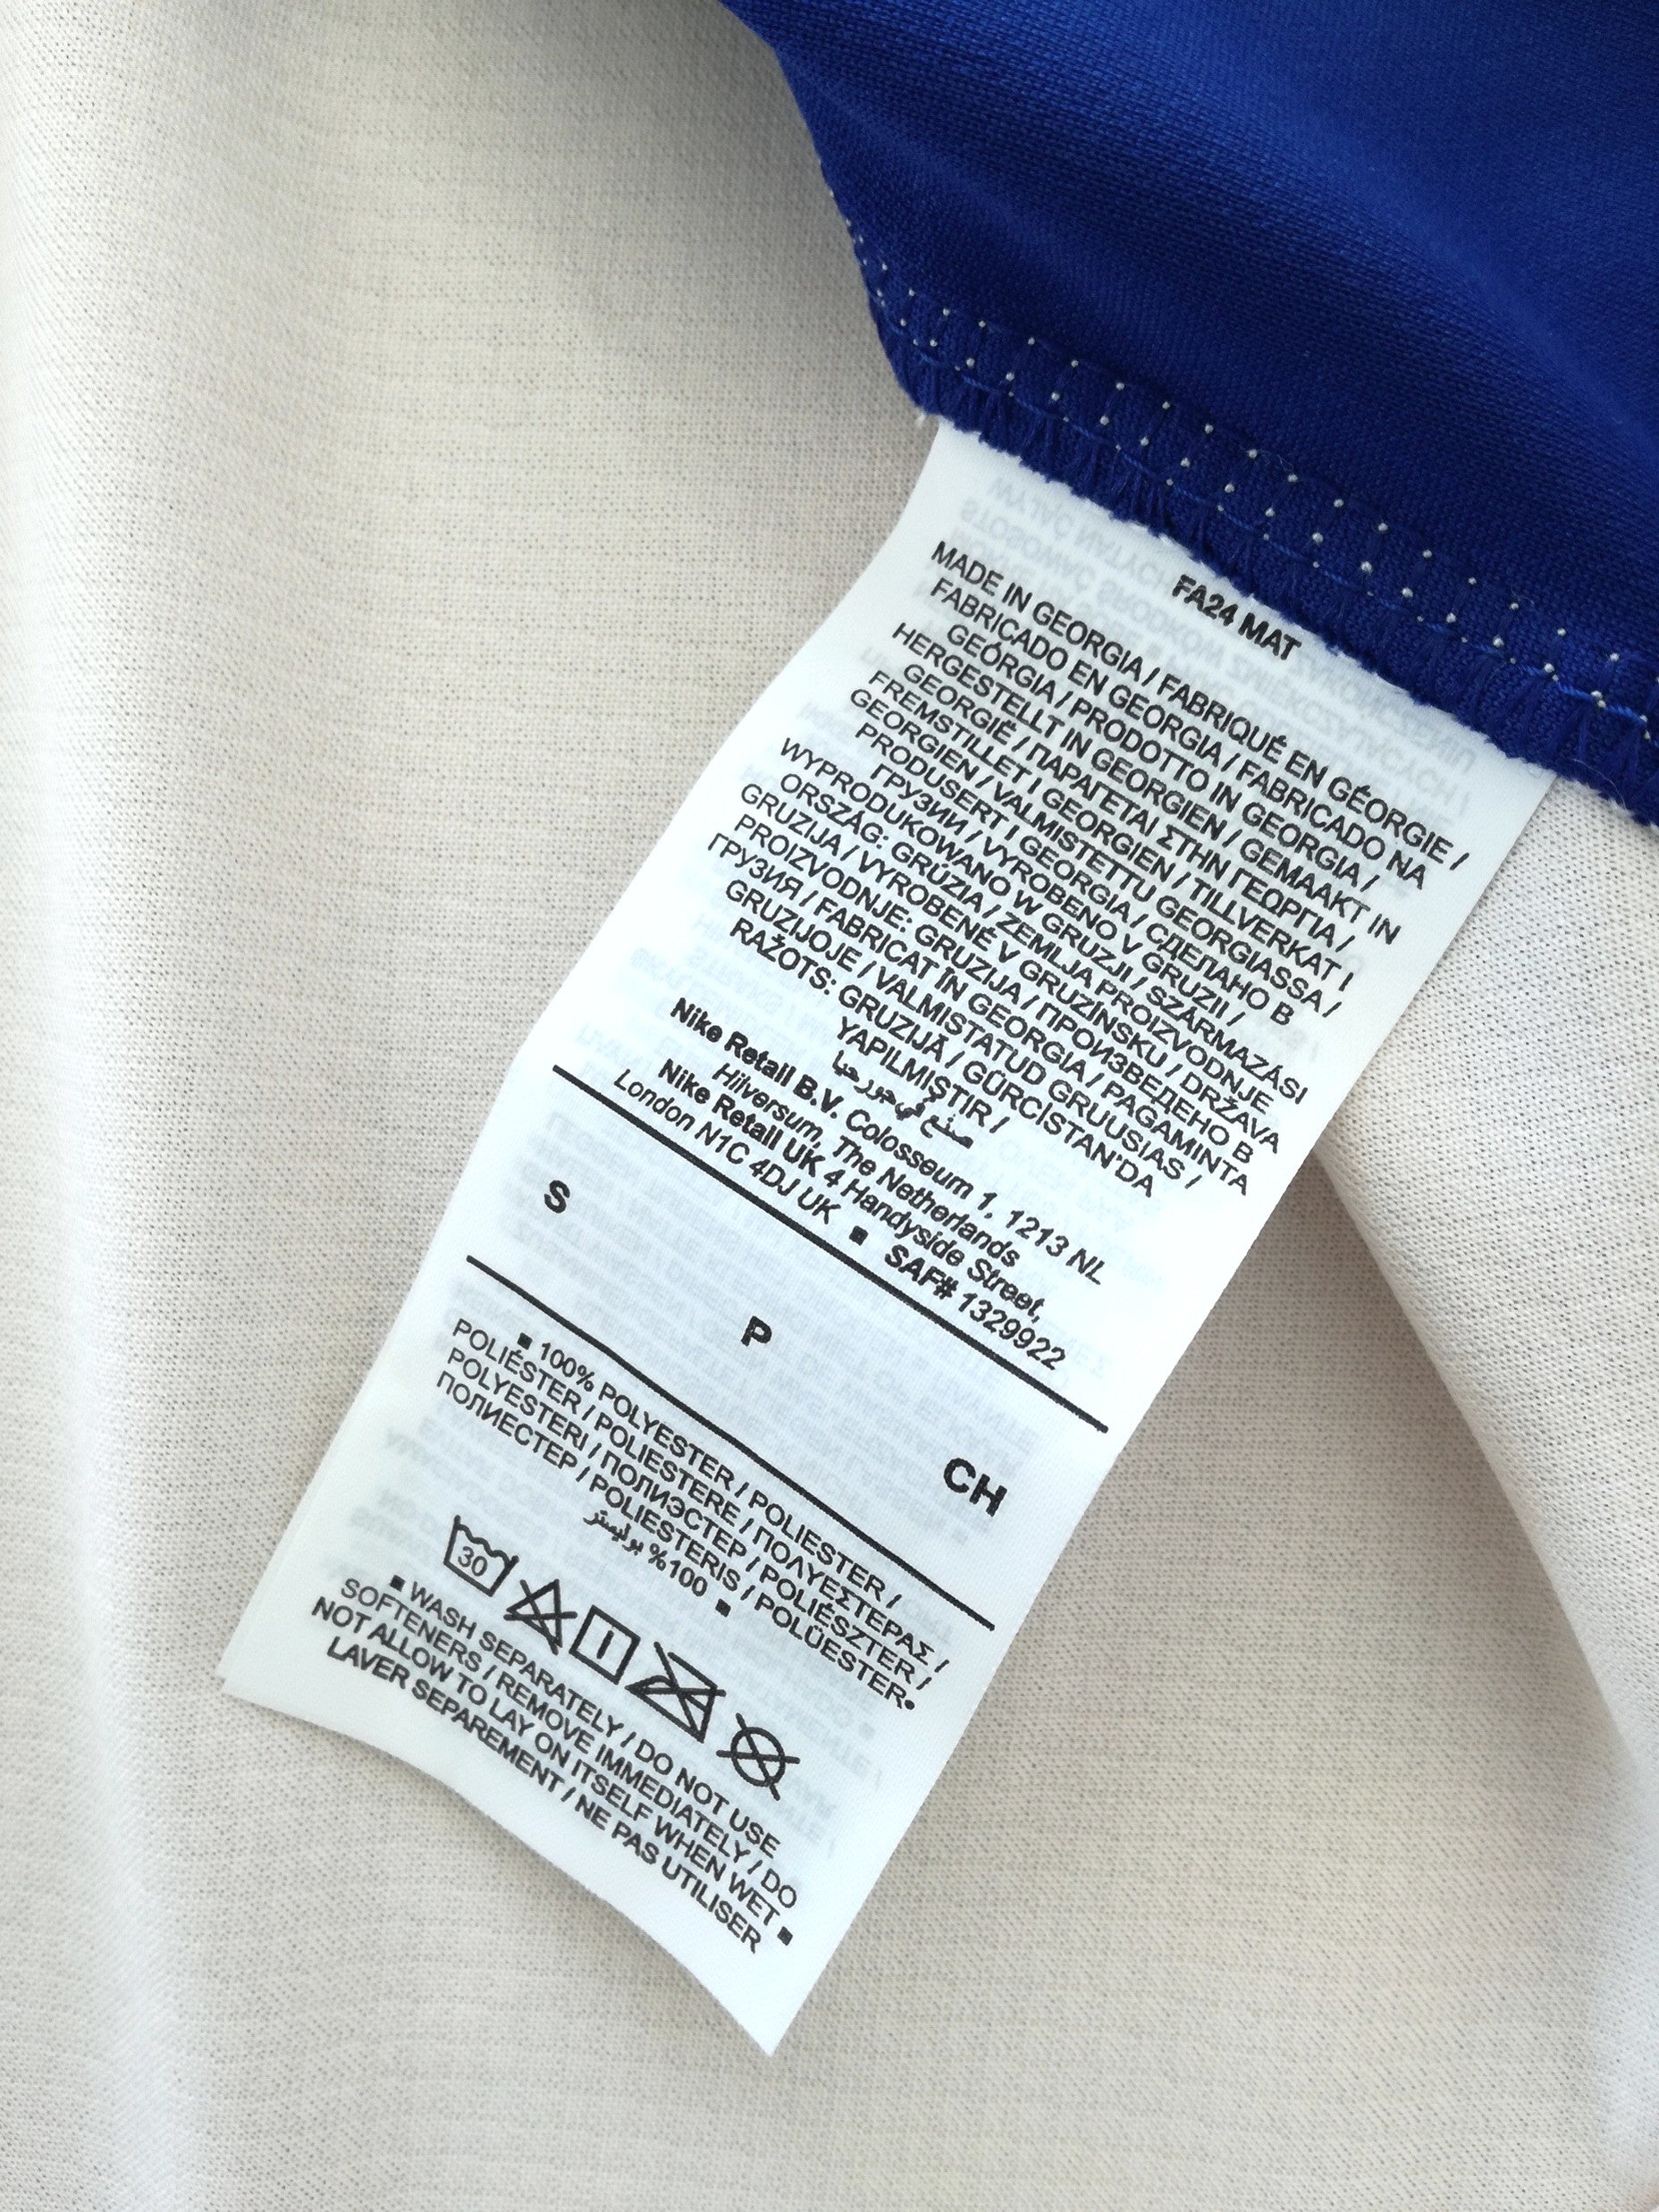 FA24 MAT
MADE IN GEORGIA / FABRIQUÉ EN GÉORGIE /
FABRICADO EN GEORGIA / FABRICADO NA
GEÓRGIA / PRODOTTO IN GEORGIA /
HERGESTELLT IN GEORGIEN / GEMAAKT IN
GEORGIË / ΠΑΡΑΓΕΤΑΙ ΣΤΗΝ ΓΕΩΡΓΙΑ /
FREMSTILLET I GEORGIEN / TILLVERKAT I
GEORGIEN / VALMISTETTU GEORGIASSA /
PRODUSERT I GEORGIA / СДЕЛАНО В
ГРУЗИИ / VYROBENO V GRUZII /
WYPRODUKOWANO W GRUZJI / SZÁRMAZÁSI
ORSZÁG: GRÚZIA / ZEMLJA PROIZVODNJE
GRUZIJA / VYROBENÉ V GRUZÍNSKU / DRŽAVA
PROIZVODNJE: GRUZIJA / ПРОИЗВЕДЕНО В
ГРУЗИЯ / FABRICAT ÎN GEORGIA / PAGAMINTA
GRUZIJOJE / VALMISTATUD GRUUSIAS /
RAŽOTS: GRUZIJĀ / GÜRCİSTAN'DA
YAPILMIŞTIR /
صنع في جورجيا
Nike Retail B.V. Colosseum 1, 1213 NL
Hilversum, The Netherlands
Nike Retail UK 4 Handyside Street,
London N1C 4DJ UK ■ SAF# 1329922
S P CH
■ 100% POLYESTER / POLIESTER /
POLIÉSTER / POLIESTERE / ΠΟΛΥΕΣΤΕΡΑΣ /
POLYESTERI / ПОЛИЭСТЕР / POLIÉSZTER /
ПОЛИЕСТЕР / POLIESTERIS / POLÜESTER•
100% بوليستر ■
30
■ WASH SEPARATELY / DO NOT USE
SOFTENERS / REMOVE IMMEDIATELY / DO
NOT ALLOW TO LAY ON ITSELF WHEN WET ■
LAVER SEPAREMENT / NE PAS UTILISER